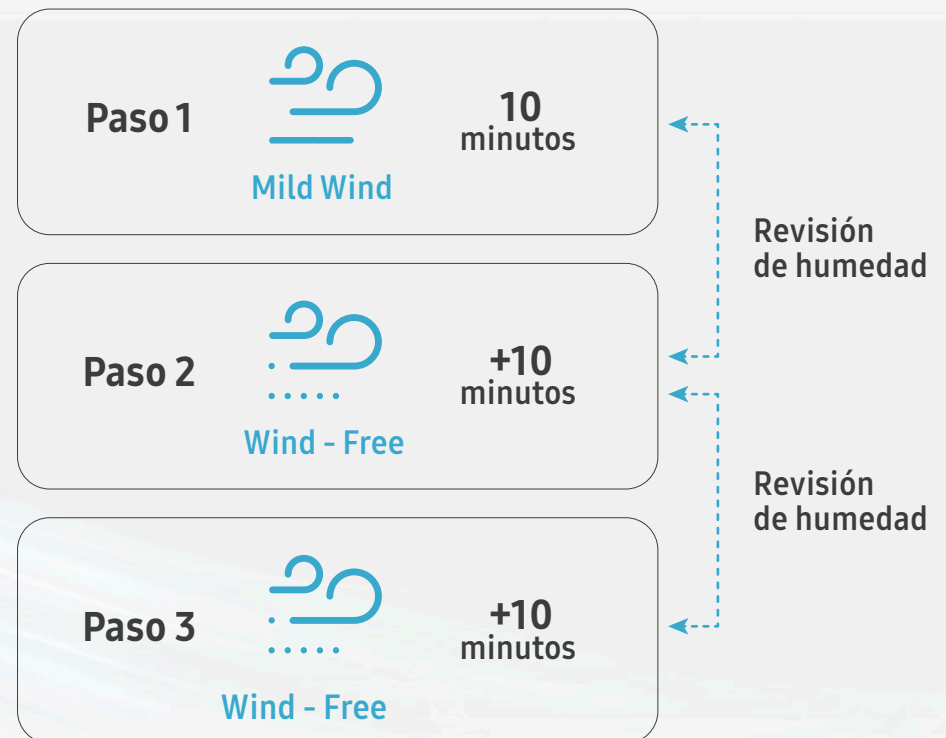 Paso 1
10
minutos
Mild Wind
Revisión
de humedad
Paso 2
+10
minutos
Wind - Free
Revisión
de humedad
Paso 3
+10
minutos
Wind - Free